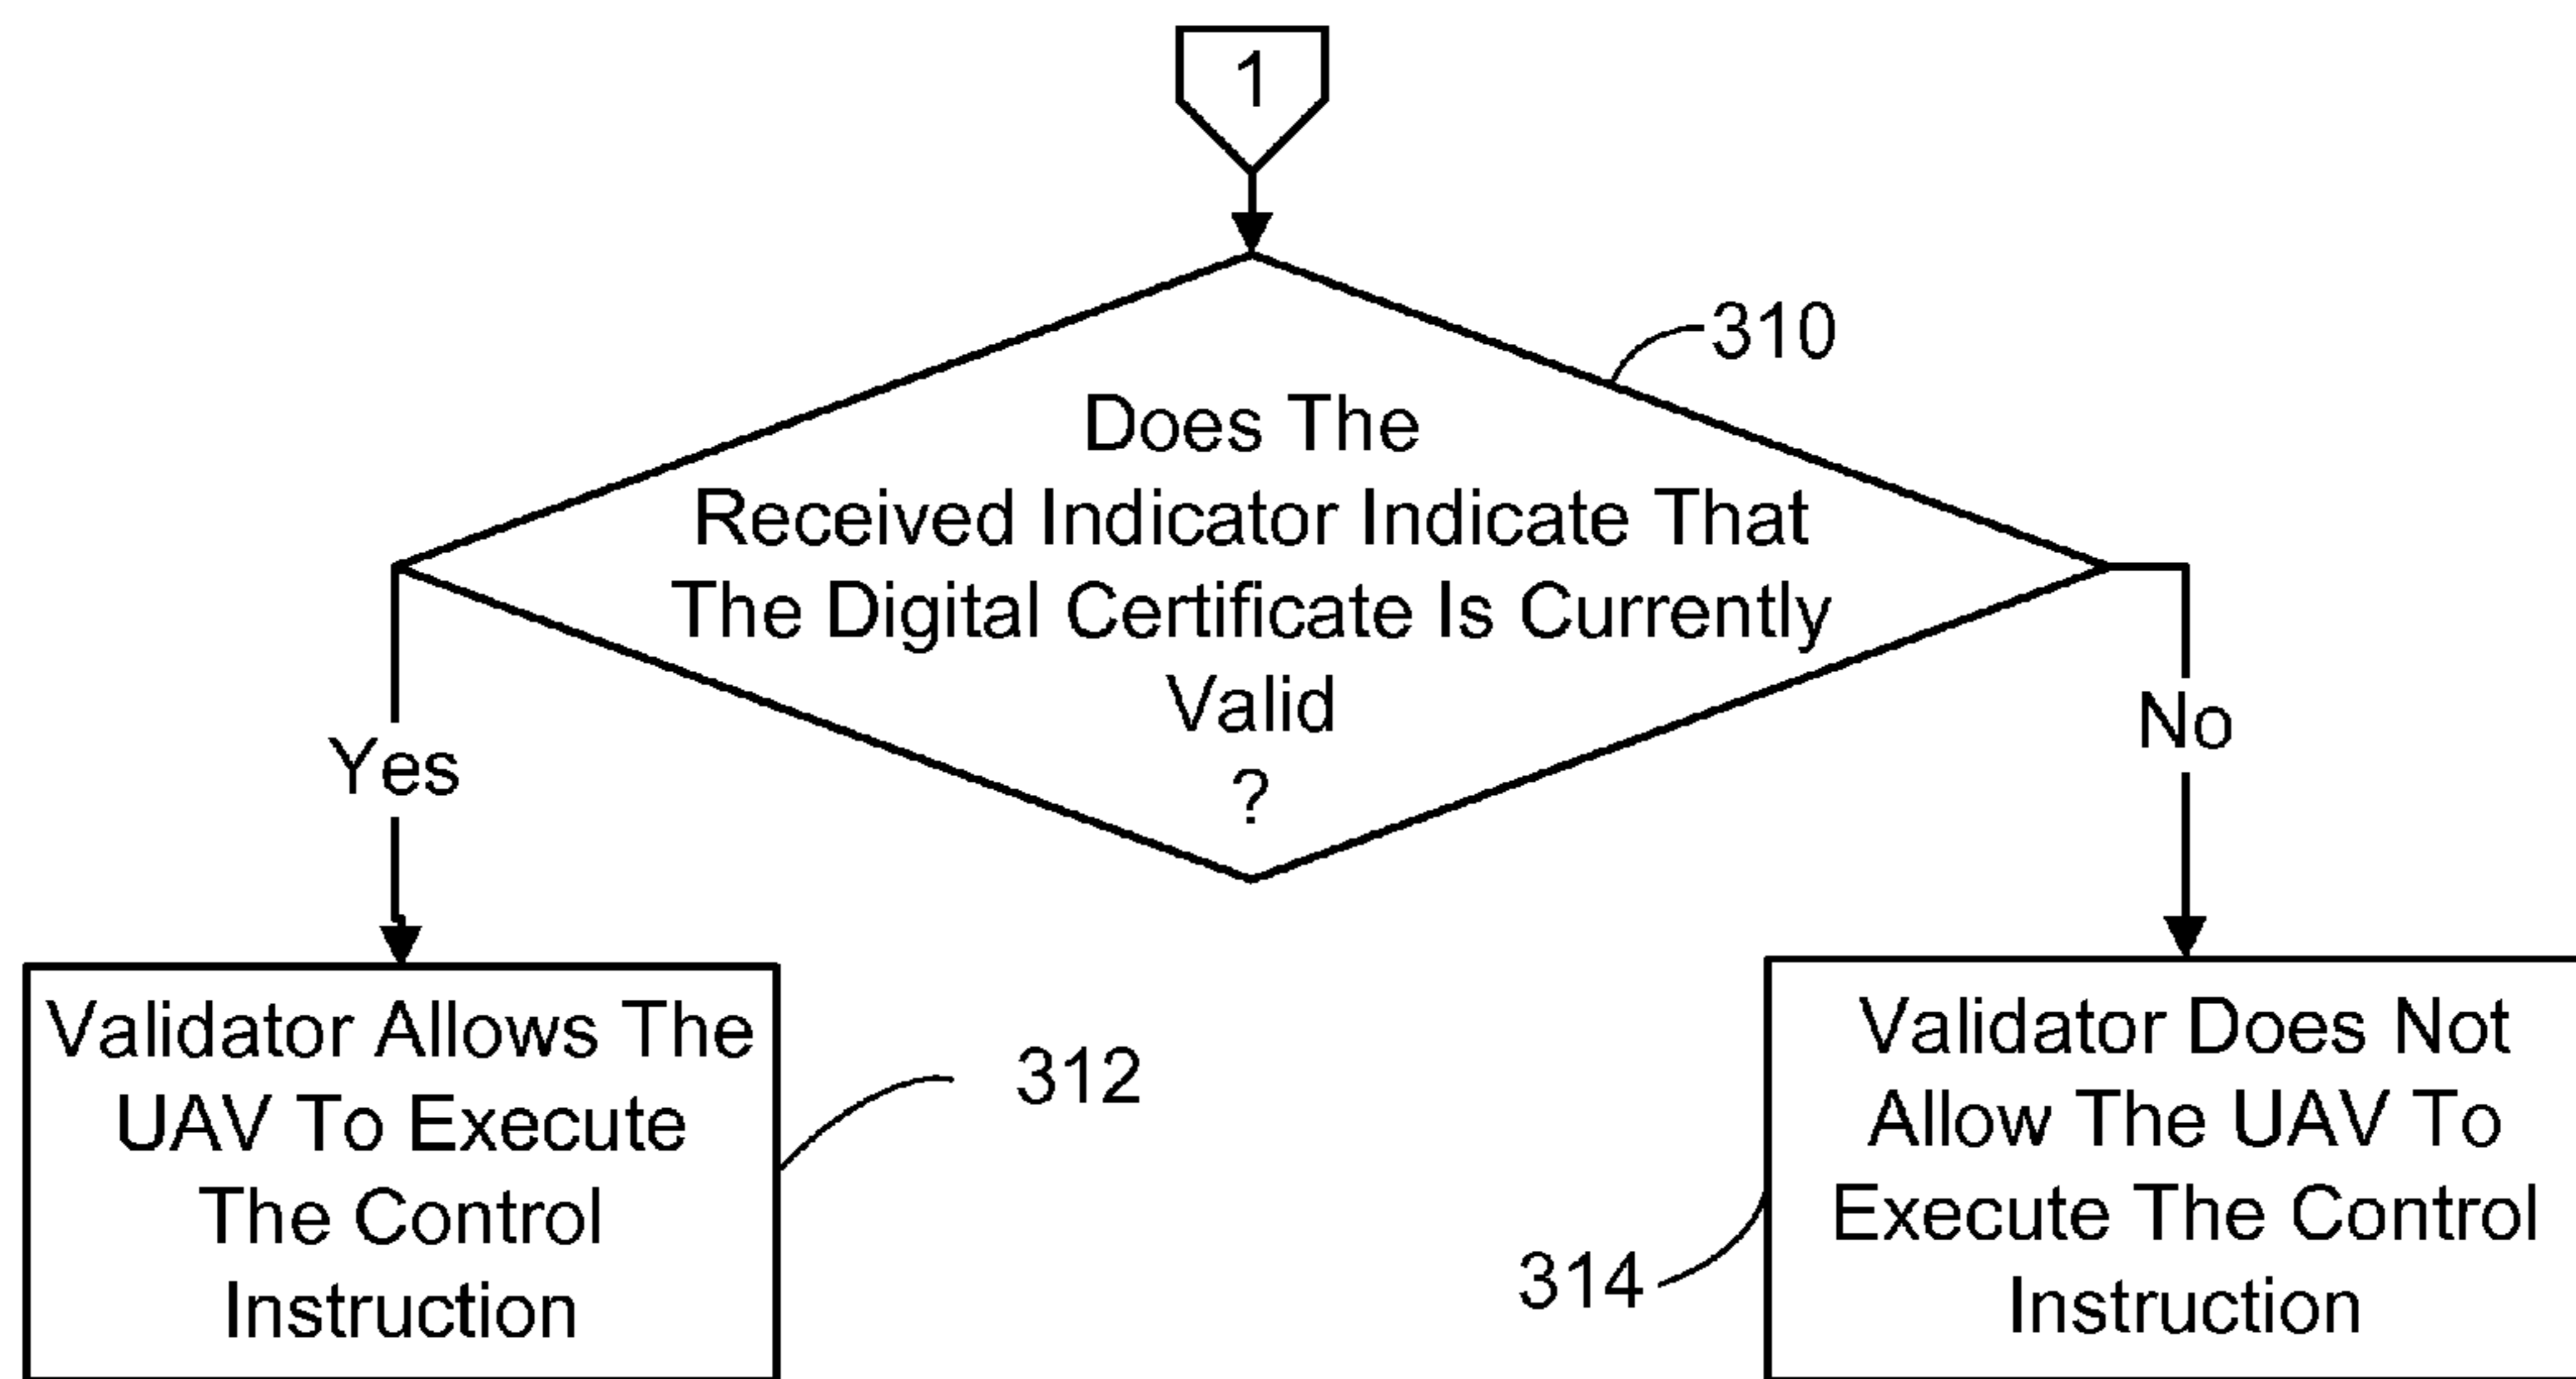 1
310
Does The
Received Indicator Indicate That
The Digital Certificate Is Currently
Valid
?
Yes
No
Validator Allows The
UAV To Execute
The Control
Instruction
312
Validator Does Not
Allow The UAV To
Execute The Control
Instruction
314